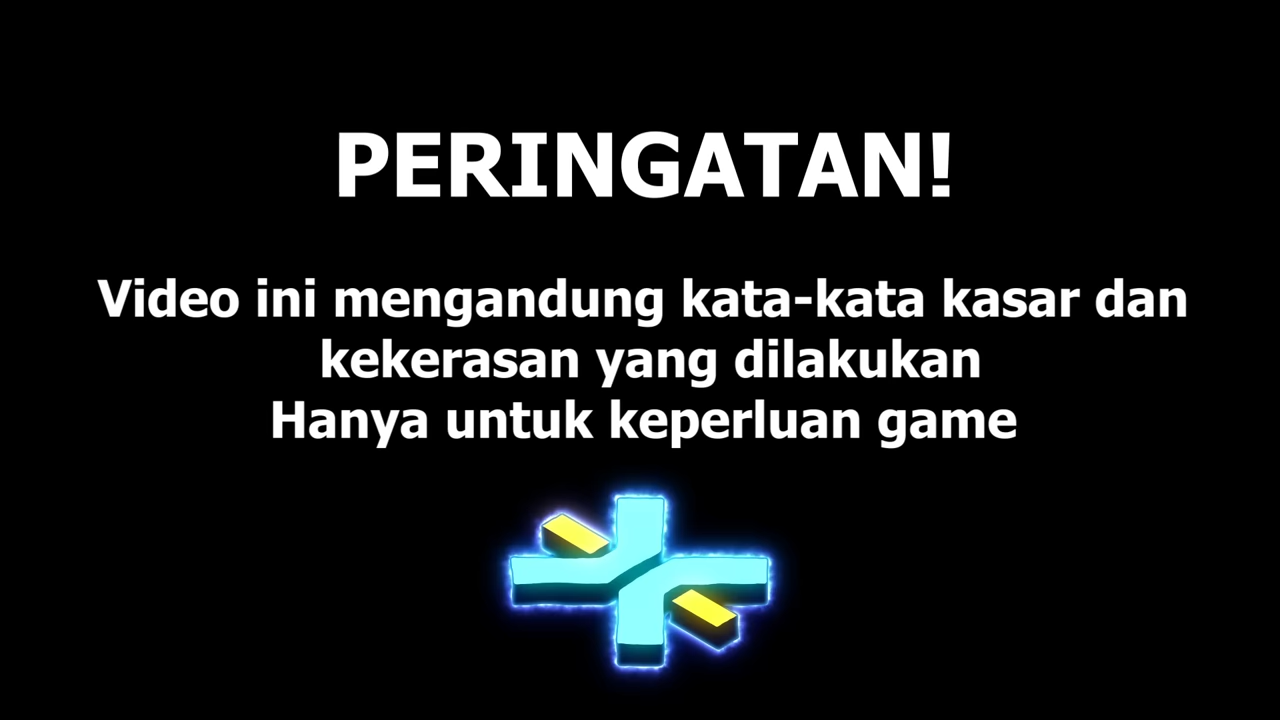 PERINGATAN!
Video ini mengandung kata-kata kasar dan
kekerasan yang dilakukan
Hanya untuk keperluan game